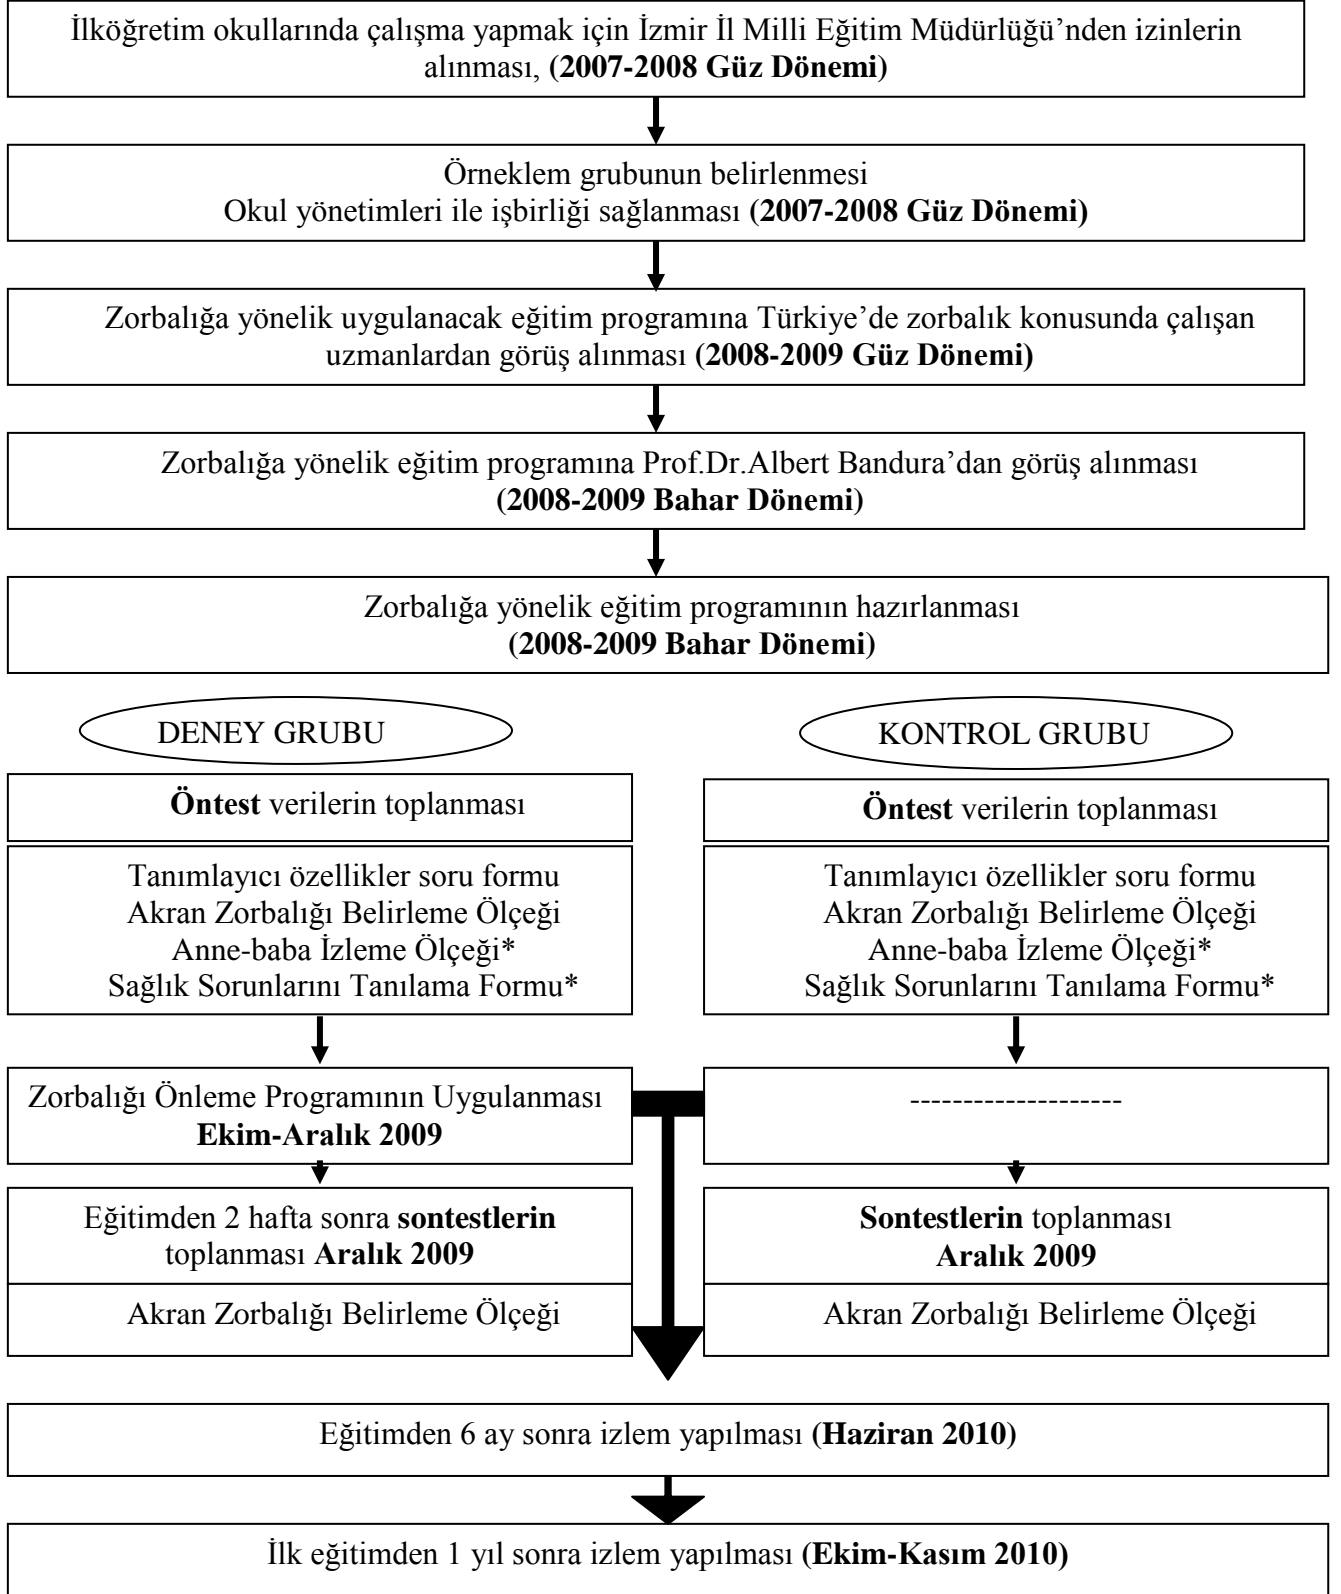 İlköğretim okullarında çalışma yapmak için İzmir İl Milli Eğitim Müdürlüğü’nden izinlerin
alınması, (2007-2008 Güz Dönemi)
Örneklem grubunun belirlenmesi
Okul yönetimleri ile işbirliği sağlanması (2007-2008 Güz Dönemi)
Zorbalığa yönelik uygulanacak eğitim programına Türkiye’de zorbalık konusunda çalışan
uzmanlardan görüş alınması (2008-2009 Güz Dönemi)
Zorbalığa yönelik eğitim programına Prof.Dr.Albert Bandura’dan görüş alınması
(2008-2009 Bahar Dönemi)
Zorbalığa yönelik eğitim programının hazırlanması
(2008-2009 Bahar Dönemi)
DENEY GRUBU
Öntest verilerin toplanması
Tanımlayıcı özellikler soru formu
Akran Zorbalığı Belirleme Ölçeği
Anne-baba İzleme Ölçeği*
Sağlık Sorunlarını Tanılama Formu*
Zorbalığı Önleme Programının Uygulanması
Ekim-Aralık 2009
Eğitimden 2 hafta sonra sontestlerin
toplanması Aralık 2009
Akran Zorbalığı Belirleme Ölçeği
KONTROL GRUBU
Öntest verilerin toplanması
Tanımlayıcı özellikler soru formu
Akran Zorbalığı Belirleme Ölçeği
Anne-baba İzleme Ölçeği*
Sağlık Sorunlarını Tanılama Formu*
--------------------
Sontestlerin toplanması
Aralık 2009
Akran Zorbalığı Belirleme Ölçeği
Eğitimden 6 ay sonra izlem yapılması (Haziran 2010)
İlk eğitimden 1 yıl sonra izlem yapılması (Ekim-Kasım 2010)